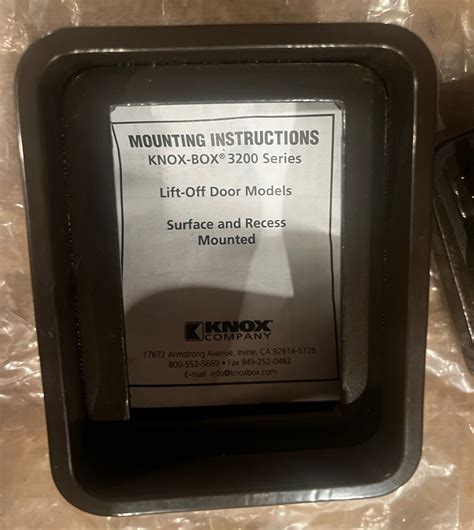 MOUNTING INSTRUCTIONS
KNOX-BOX® 3200 Series
Lift-Off Door Models
Surface and Recess
Mounted
KNOX
COMPANY
17672 Armstrong Avenue, Irvine, CA 92614-5726
800-552-5669 • Fax 949-252-0482
E-mail: info@knoxbox.com